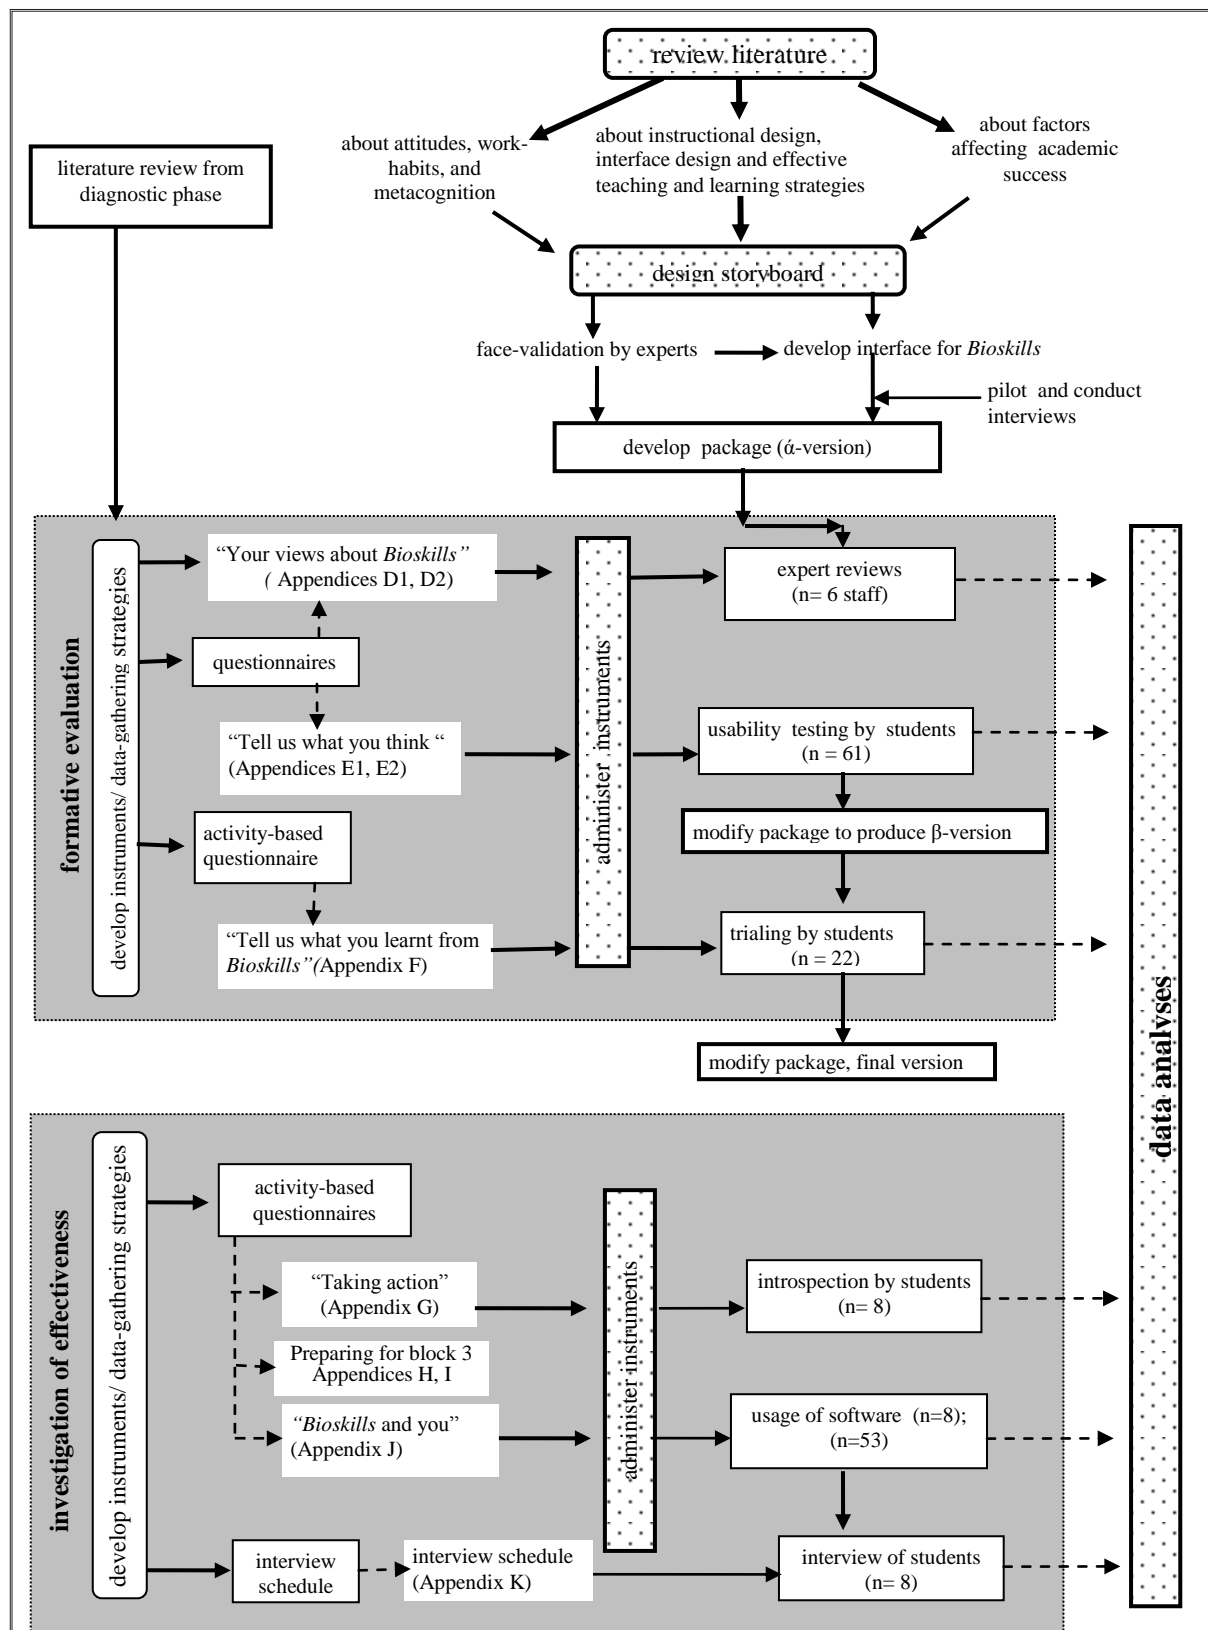 review literature
about attitudes, work-
habits, and
metacognition
about instructional design,
interface design and effective
teaching and learning strategies
about factors
affecting academic
success
literature review from
diagnostic phase
design storyboard
face-validation by experts
develop interface for Bioskills
pilot and conduct
interviews
develop package (ά-version)
formative evaluation
develop instruments/ data-gathering strategies
“Your views about Bioskills”
( Appendices D1, D2)
questionnaires
“Tell us what you think “
(Appendices E1, E2)
activity-based
questionnaire
“Tell us what you learnt from
Bioskills”(Appendix F)
administer instruments
expert reviews
(n= 6 staff)
usability testing by students
(n = 61)
modify package to produce β-version
trialing by students
(n = 22)
modify package, final version
data analyses
investigation of effectiveness
develop instruments/ data-gathering strategies
activity-based
questionnaires
“Taking action”
(Appendix G)
Preparing for block 3
Appendices H, I
“Bioskills and you”
(Appendix J)
interview
schedule
interview schedule
(Appendix K)
administer instruments
introspection by students
(n= 8)
usage of software (n=8);
(n=53)
interview of students
(n= 8)